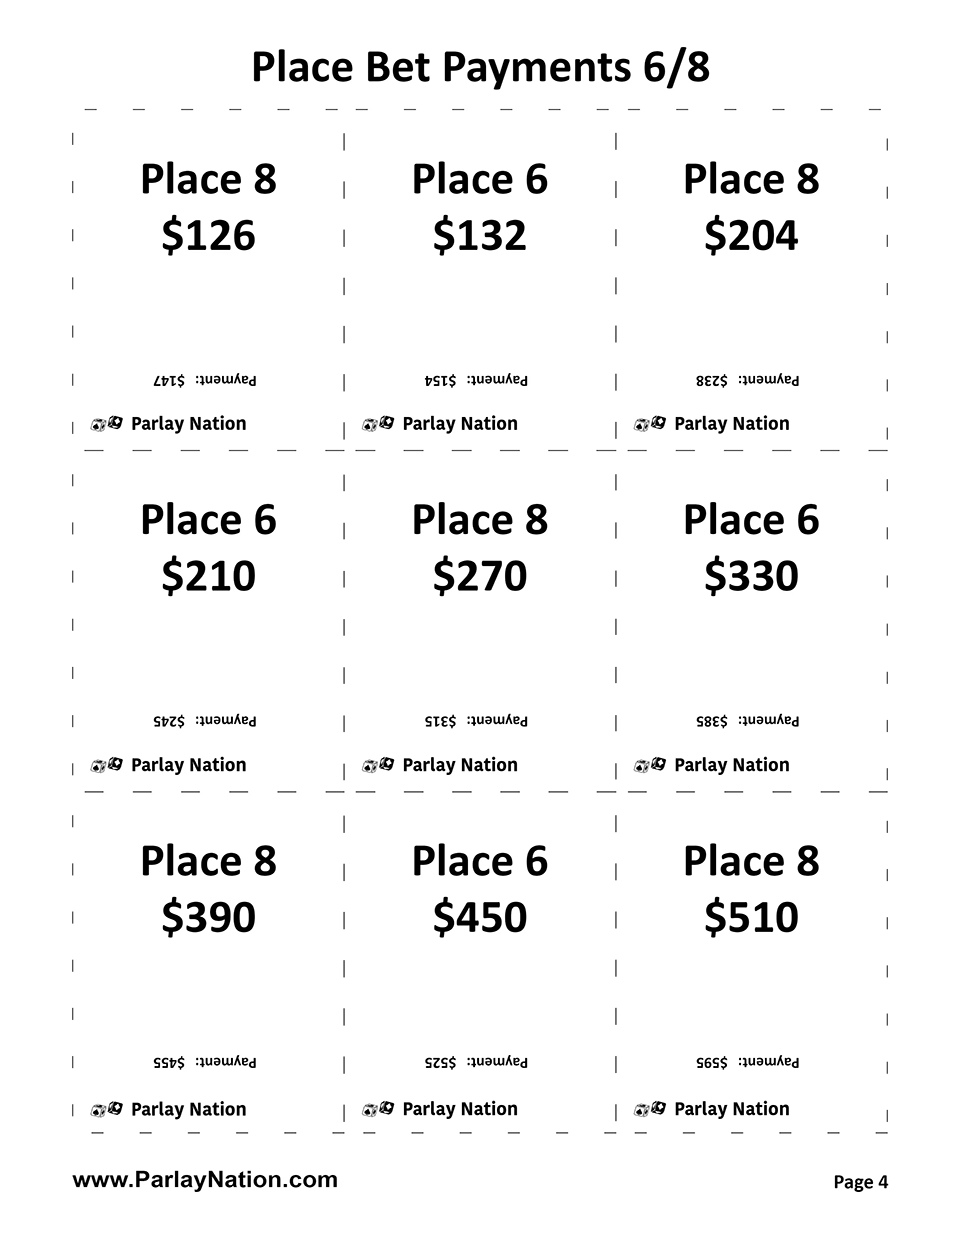 Place Bet Payments 6/8
Place 8
$126
Payment: $147
Parlay Nation
Place 6
$132
Payment: $154
Parlay Nation
Place 8
$204
Payment: $238
Parlay Nation
Place 6
$210
Payment: $245
Parlay Nation
Place 8
$270
Payment: $315
Parlay Nation
Place 6
$330
Payment: $385
Parlay Nation
Place 8
$390
Payment: $455
Parlay Nation
Place 6
$450
Payment: $525
Parlay Nation
Place 8
$510
Payment: $595
Parlay Nation
www.ParlayNation.com
Page 4